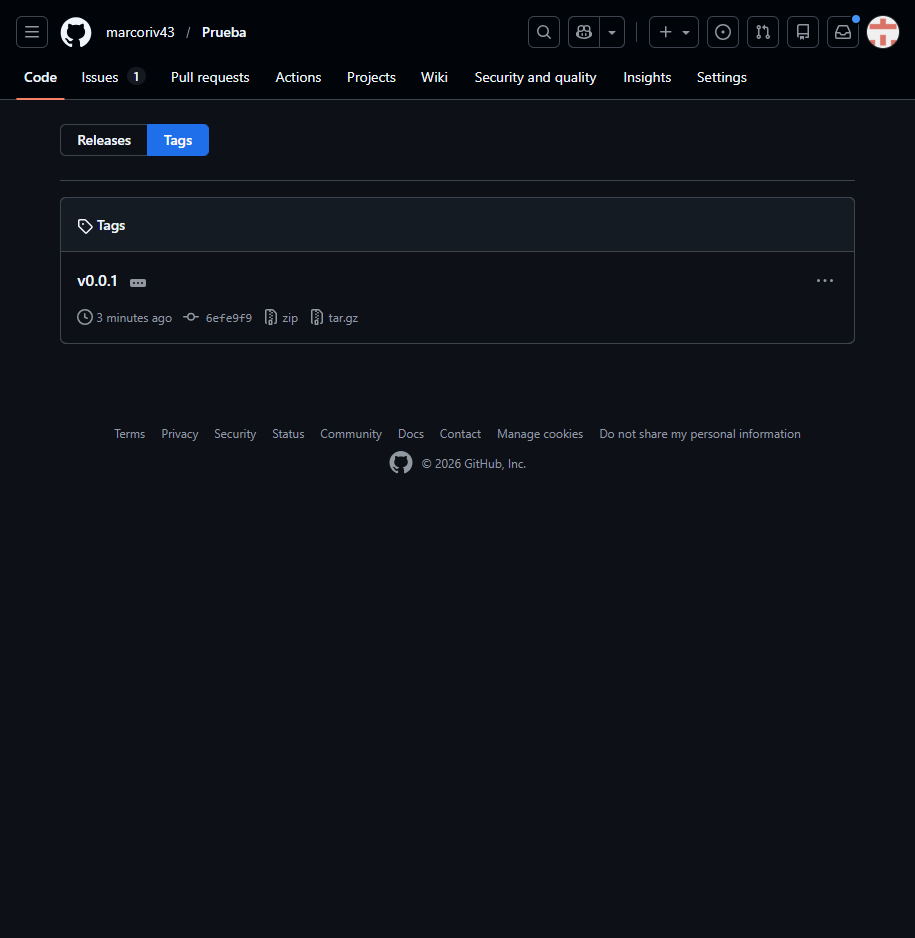 marcoriv43 / Prueba
Code Issues 1 Pull requests Actions Projects Wiki Security and quality Insights Settings
Releases Tags
Tags
v0.0.1
3 minutes ago 6efe9f9 zip tar.gz
Terms Privacy Security Status Community Docs Contact Manage cookies Do not share my personal information
© 2026 GitHub, Inc.